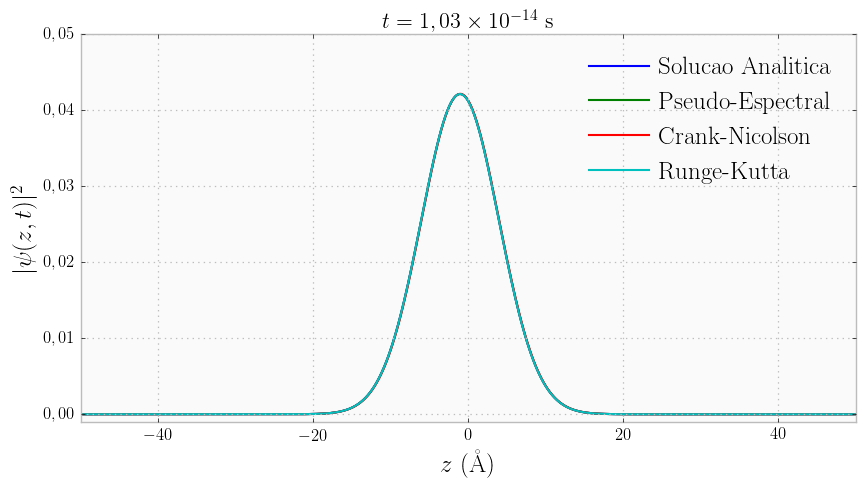 t = 1,03 × 10⁻¹⁴ s
0,05
0,04
0,03
0,02
0,01
0,00
|ψ(z, t)|²
Solucao Analitica
Pseudo-Espectral
Crank-Nicolson
Runge-Kutta
−40 −20 0 20 40
z (Å)